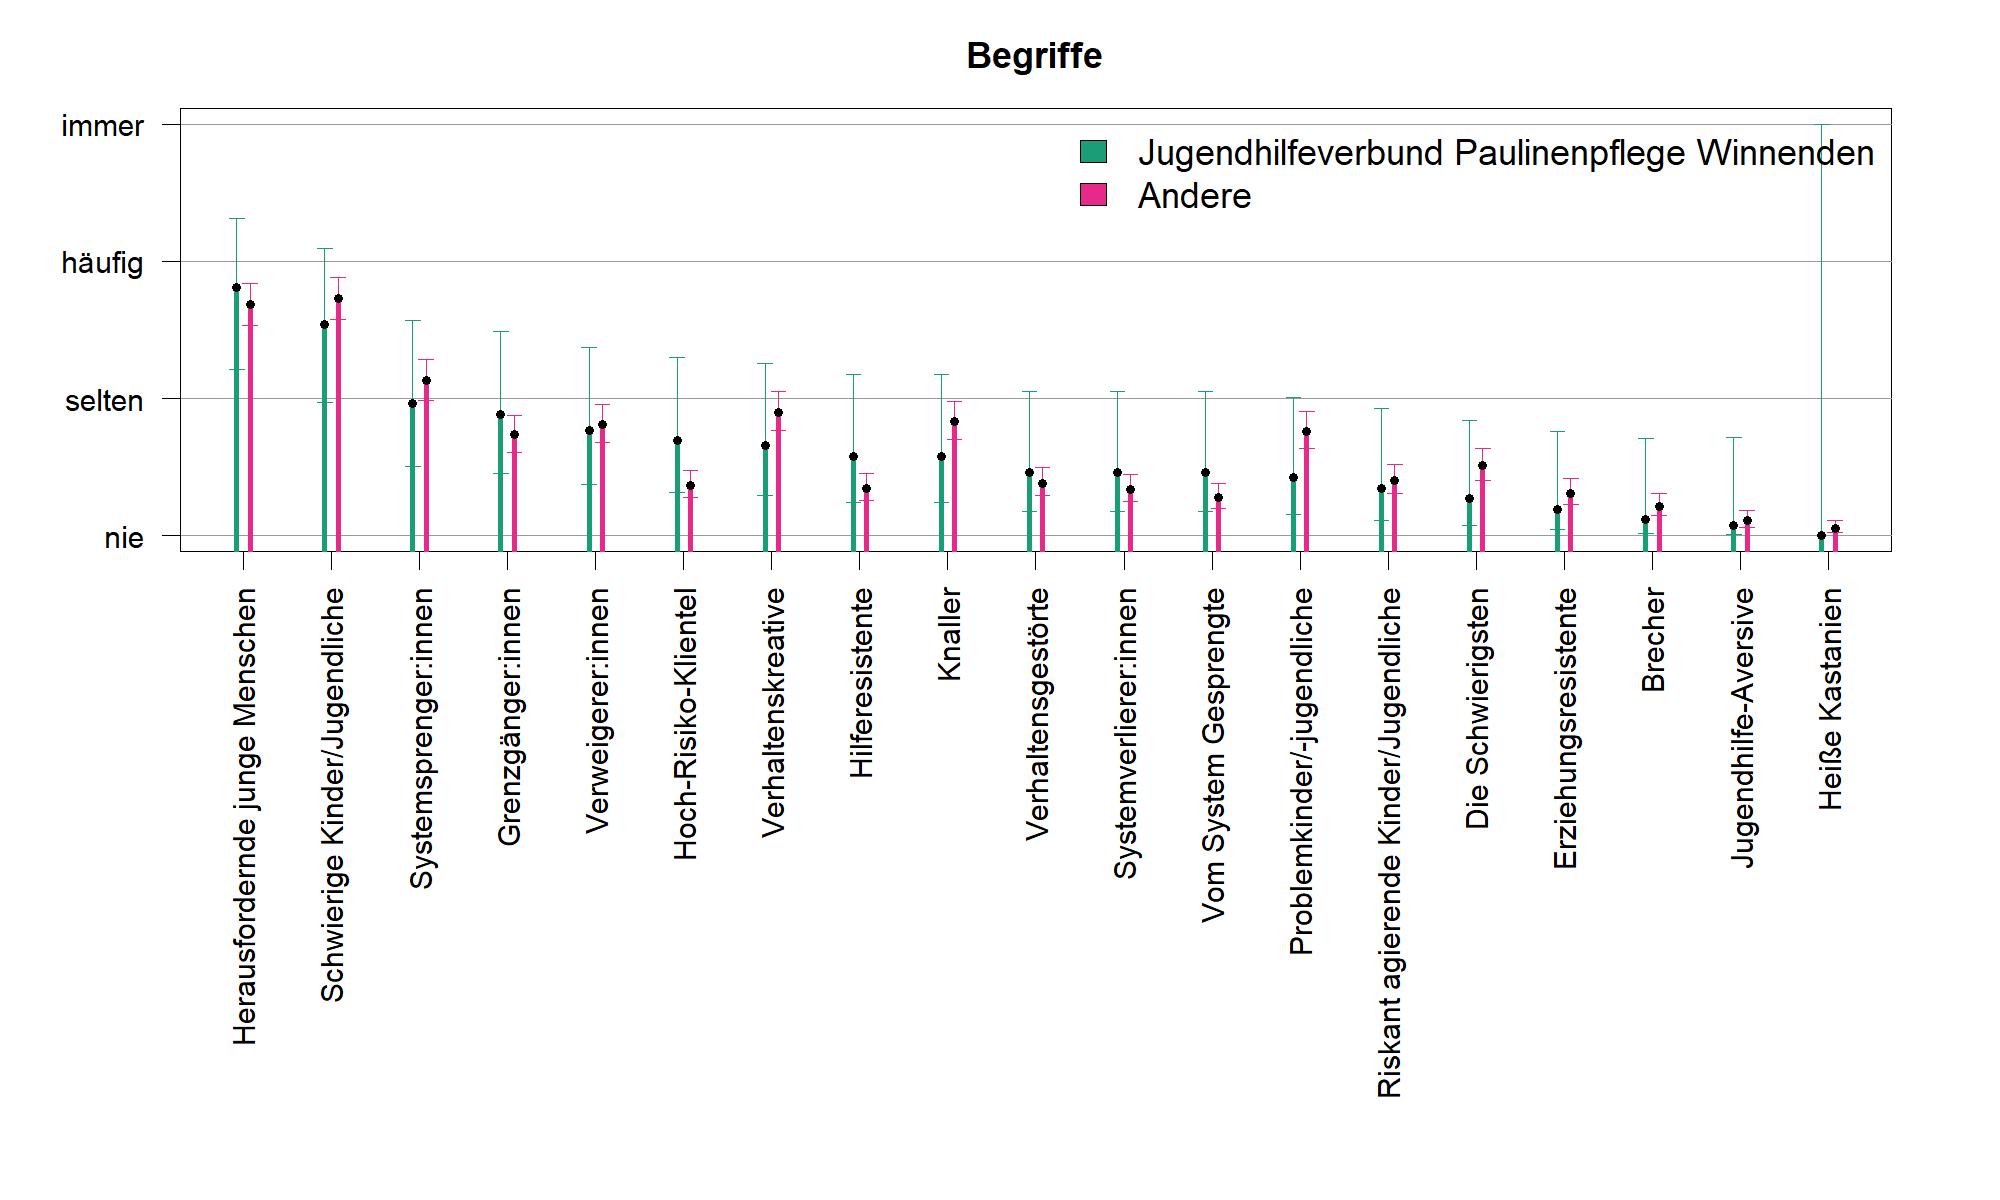 Begriffe
immer
häufig
selten
nie
Jugendhilfeverbund Paulinenpflege Winnenden
Andere
Herausfordernde junge Menschen
Schwierige Kinder/Jugendliche
Systemsprenger:innen
Grenzgänger:innen
Verweigerer:innen
Hoch-Risiko-Klientel
Verhaltenskreative
Hilferesistente
Knaller
Verhaltensgestörte
Systemverlierer:innen
Vom System Gesprengte
Problemkinder/-jugendliche
Riskant agierende Kinder/Jugendliche
Die Schwierigsten
Erziehungsresistente
Brecher
Jugendhilfe-Aversive
Heiße Kastanien